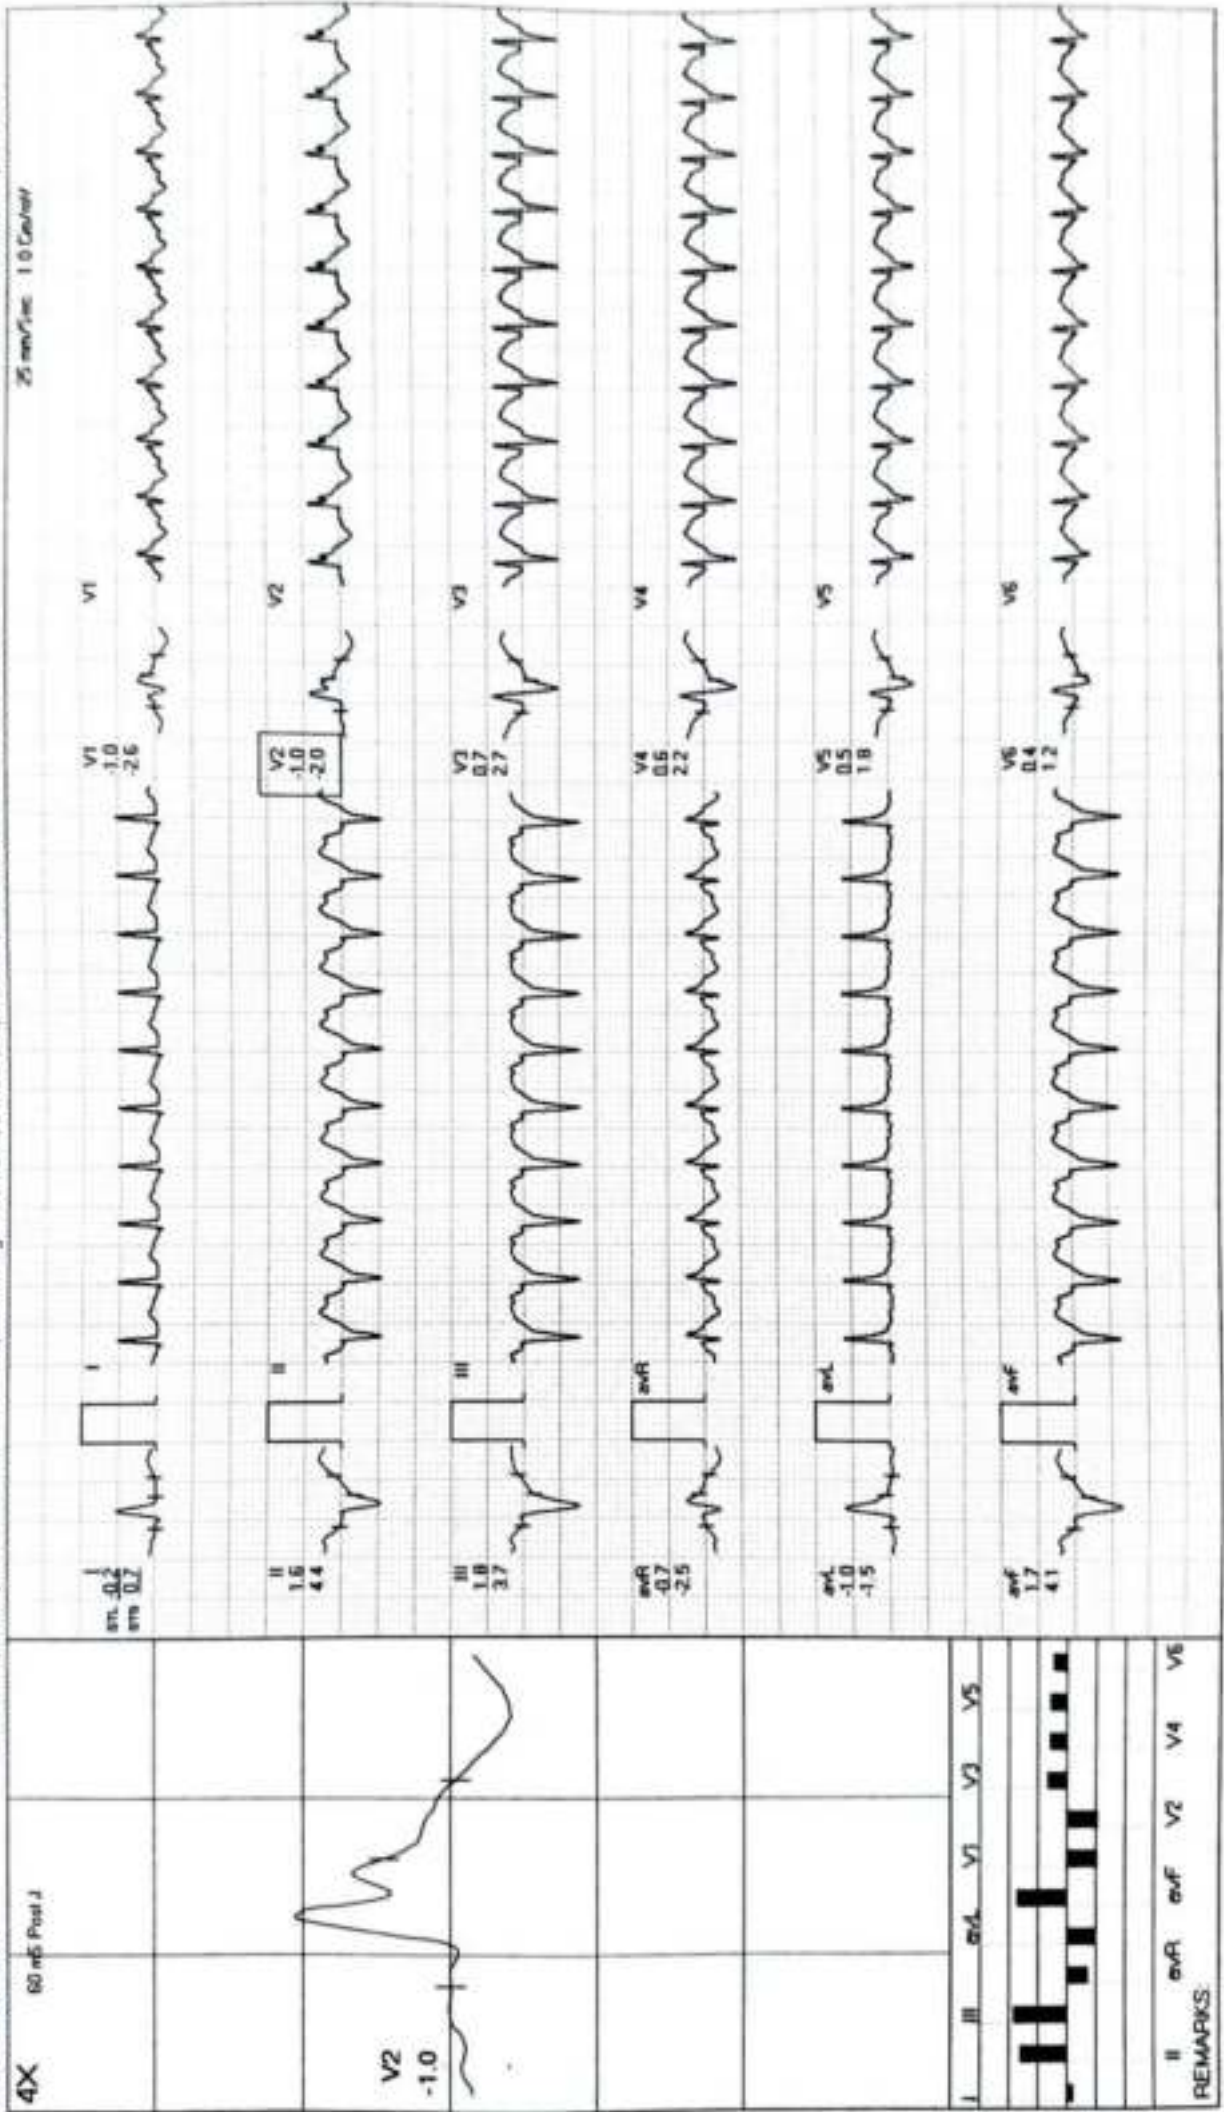 4X
60 mS Post J
25 mm/Sec 1 0 Cm/mV
V2
-1.0
I
STL -0.2
STS 0.7
I
V1
-1.0
-2.6
V1
II
1.6
4.4
II
V2
-1.0
-2.0
V2
III
1.8
3.7
III
V3
0.7
2.7
V3
avR
-0.7
-2.5
avR
V4
0.6
2.2
V4
avL
-1.0
-1.5
avL
V5
0.5
1.8
V5
avF
1.7
4.1
avF
V6
0.4
1.2
V6
I III avL V1 V3 V5
II avR avF V2 V4 V6
REMARKS: